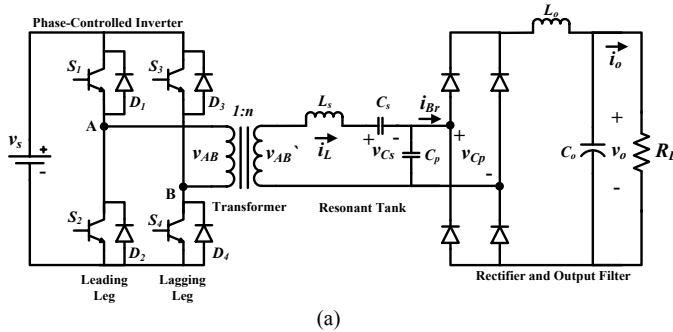 Phase-Controlled Inverter
Lo
S1
S3
D1
D3
1:n
Ls
Cs
iBr
io
A
vs
+
-
vAB
vAB`
iL
+
-
vCs
Cp
+
vCp
-
Co
+
vo
-
B
Transformer
Resonant Tank
S2
S4
D2
D4
Leading
Leg
Lagging
Leg
Rectifier and Output Filter
(a)